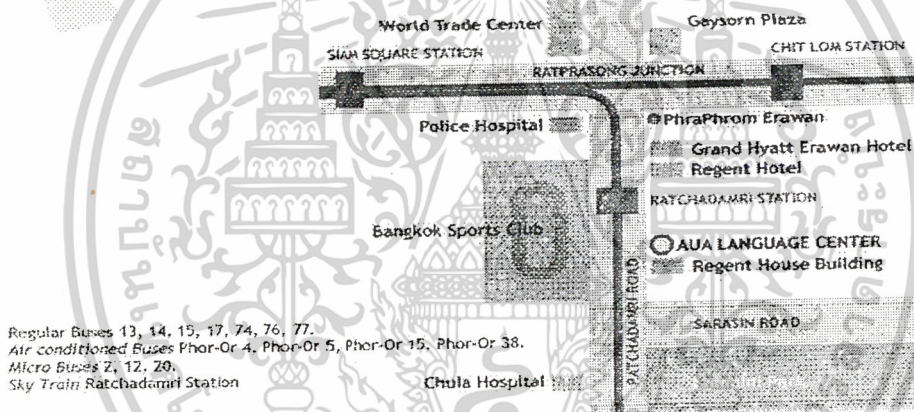 World Trade Center
Gaysorn Plaza
SIAM SQUARE STATION
CHIT LOM STATION
RATPRASONG JUNCTION
Police Hospital
PhraPhrom Erawan
Grand Hyatt Erawan Hotel
Regent Hotel
RATCHADAMRI STATION
Bangkok Sports Club
AUA LANGUAGE CENTER
Regent House Building
RATCHADAMRI ROAD
SARASIN ROAD
Regular Buses 13, 14, 15, 17, 74, 76, 77.
Air conditioned Buses Phor-Or 4, Phor-Or 5, Phor-Or 15, Phor-Or 38.
Micro Buses 2, 12, 20.
Sky Train Ratchadamri Station
Chula Hospital